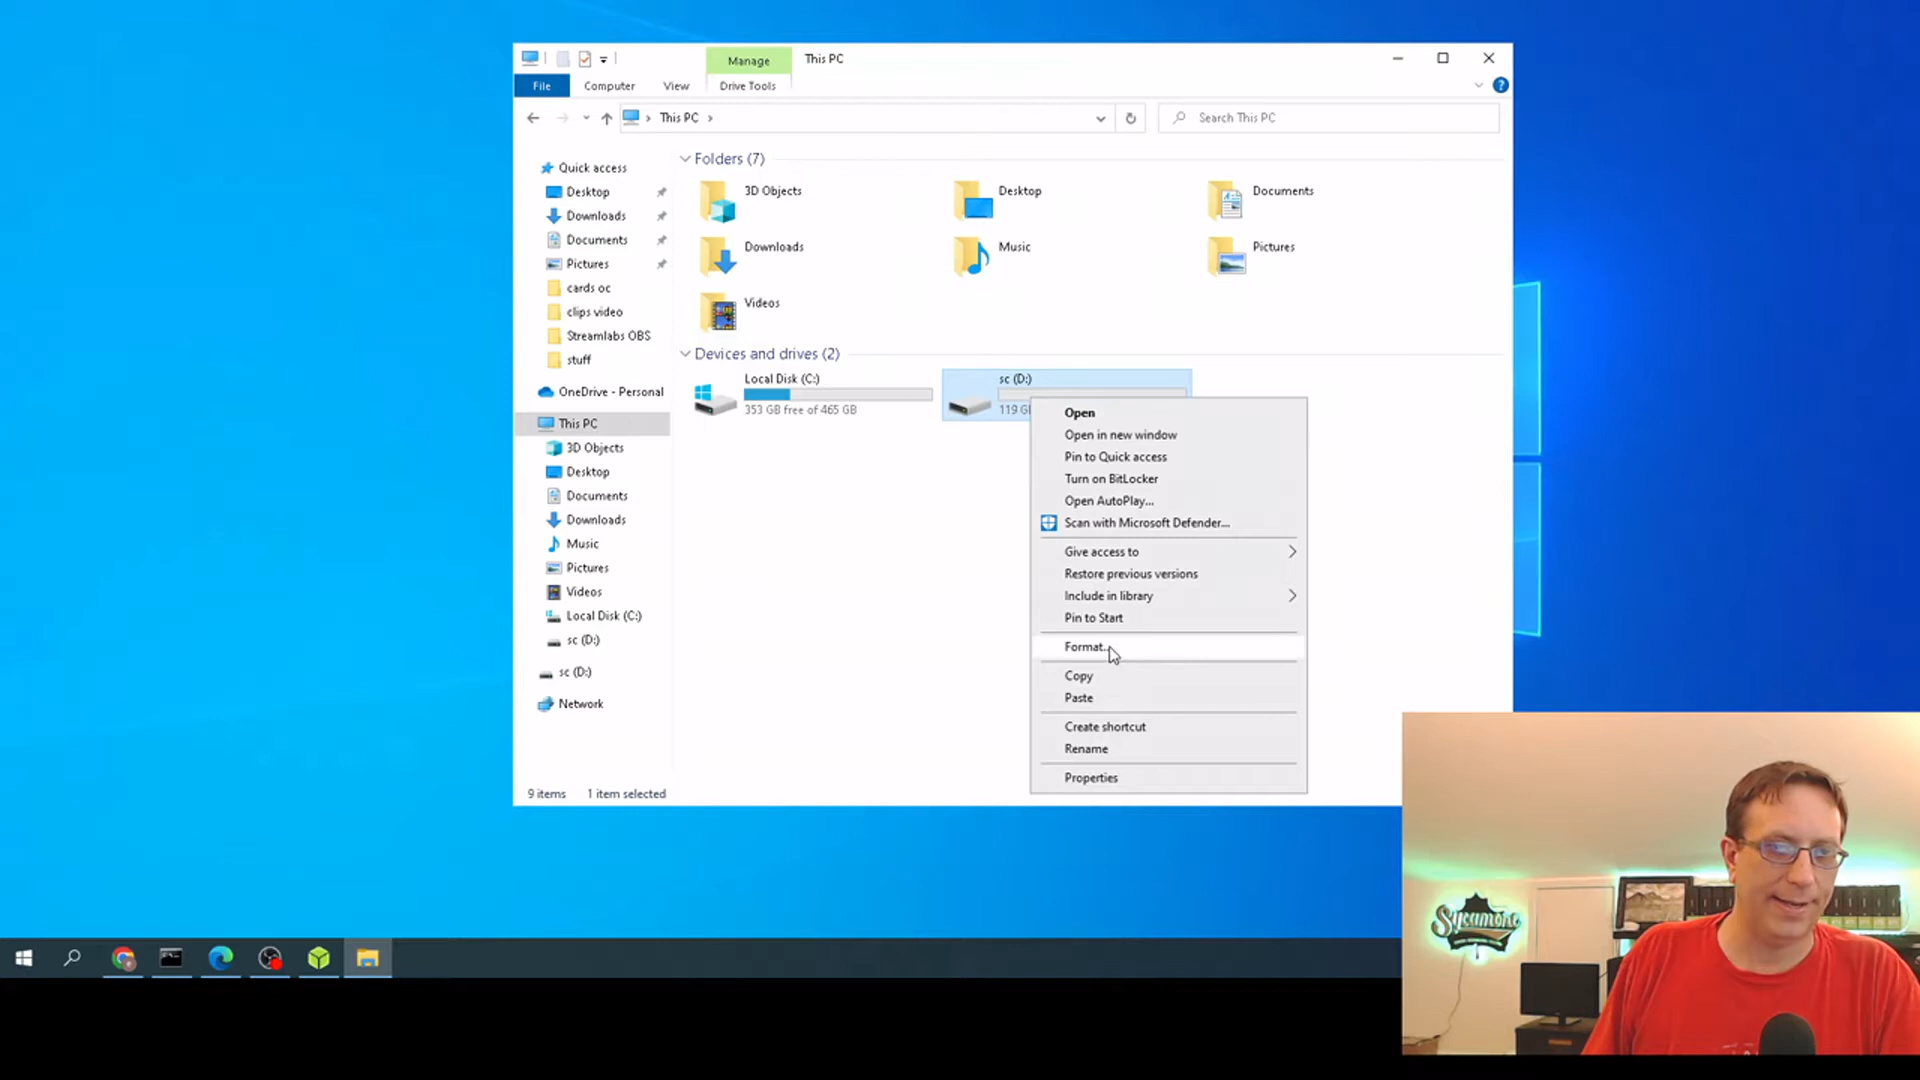 Manage
This PC
File
Computer
View
Drive Tools
This PC
Search This PC
Quick access
Desktop
Downloads
Documents
Pictures
cards oc
clips video
Streamlabs OBS
stuff
OneDrive - Personal
This PC
3D Objects
Desktop
Documents
Downloads
Music
Pictures
Videos
Local Disk (C:)
sc (D:)
sc (D:)
Network
Folders (7)
3D Objects
Desktop
Documents
Downloads
Music
Pictures
Videos
Devices and drives (2)
Local Disk (C:)
353 GB free of 465 GB
sc (D:)
119 G
Open
Open in new window
Pin to Quick access
Turn on BitLocker
Open AutoPlay...
Scan with Microsoft Defender...
Give access to
Restore previous versions
Include in library
Pin to Start
Format...
Copy
Paste
Create shortcut
Rename
Properties
9 items
1 item selected
Sycamore